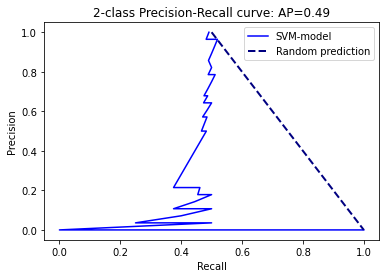 2-class Precision-Recall curve: AP=0.49
SVM-model
Random prediction
Precision
1.0
0.8
0.6
0.4
0.2
0.0
0.0 0.2 0.4 0.6 0.8 1.0
Recall